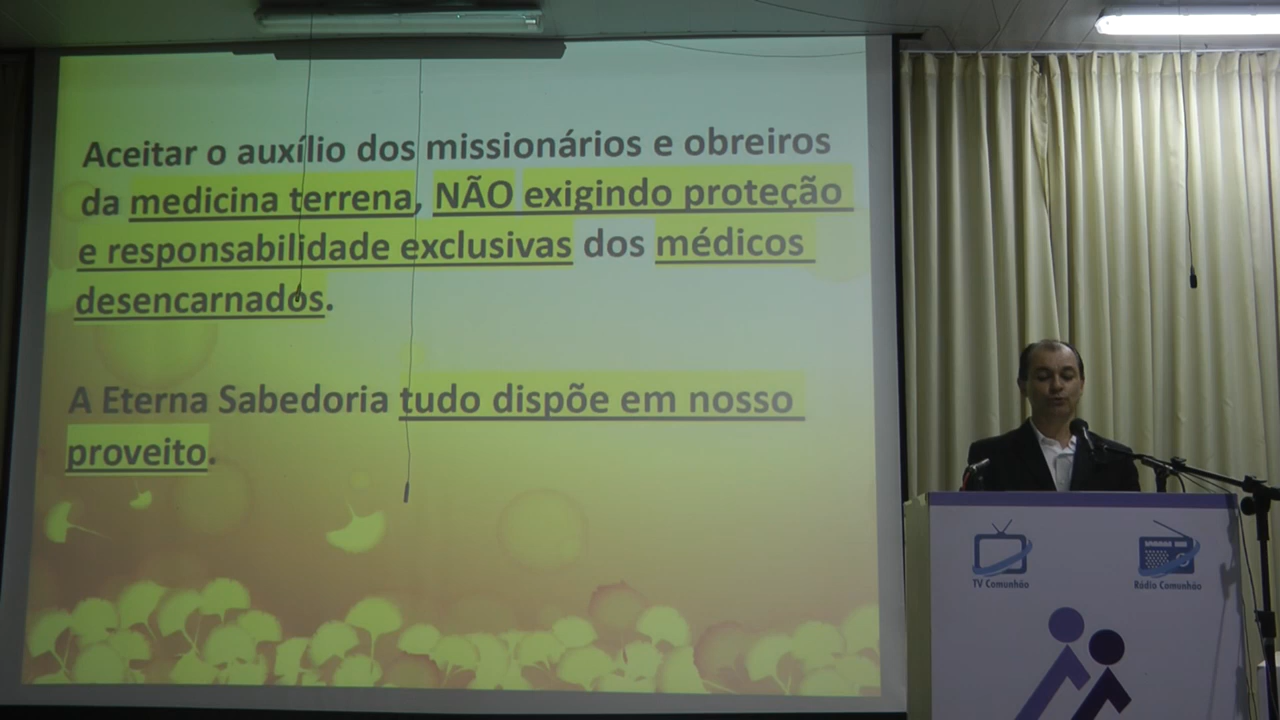 Aceitar o auxílio dos missionários e obreiros
da medicina terrena, NÃO exigindo proteção
e responsabilidade exclusivas dos médicos
desencarnados.
A Eterna Sabedoria tudo dispõe em nosso
proveito.
TV Comunhão
Rádio Comunhão